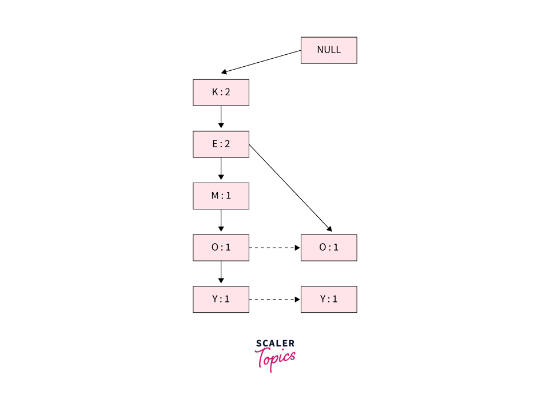 NULL
K : 2
E : 2
M : 1
O : 1
O : 1
Y : 1
Y : 1
SCALER
Topics